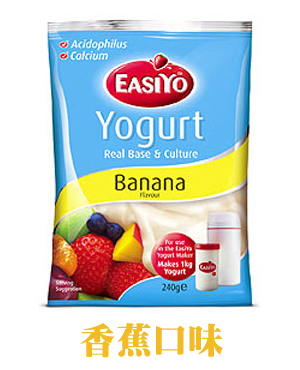 Acidophilus
Calcium
EASIYO
Yogurt
Real Base & Culture
Banana
Flavour
For use
in the EasiYo
Yogurt Maker
Makes 1kg
Yogurt
EASIYO
Serving
Suggestion
240g e
香蕉口味